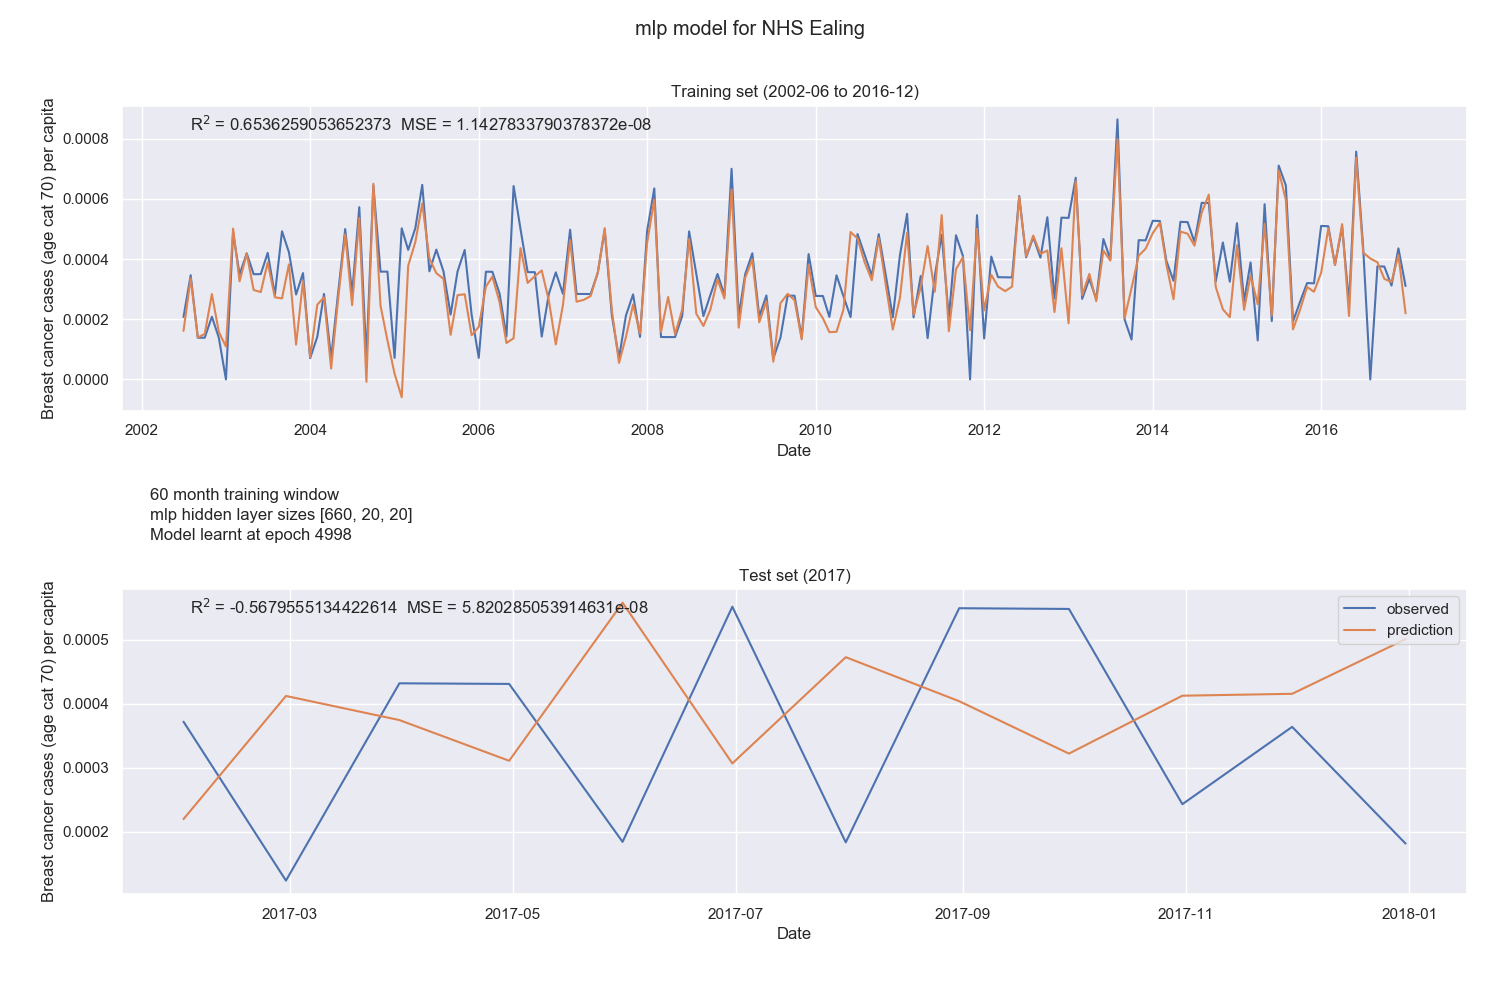 mlp model for NHS Ealing
Training set (2002-06 to 2016-12)
R² = 0.6536259053652373 MSE = 1.1427833790378372e-08
Breast cancer cases (age cat 70) per capita
0.0008
0.0006
0.0004
0.0002
0.0000
2002 2004 2006 2008 2010 2012 2014 2016
Date
60 month training window
mlp hidden layer sizes [660, 20, 20]
Model learnt at epoch 4998
Test set (2017)
R² = -0.5679555134422614 MSE = 5.820285053914631e-08
observed
prediction
Breast cancer cases (age cat 70) per capita
0.0005
0.0004
0.0003
0.0002
2017-03 2017-05 2017-07 2017-09 2017-11 2018-01
Date